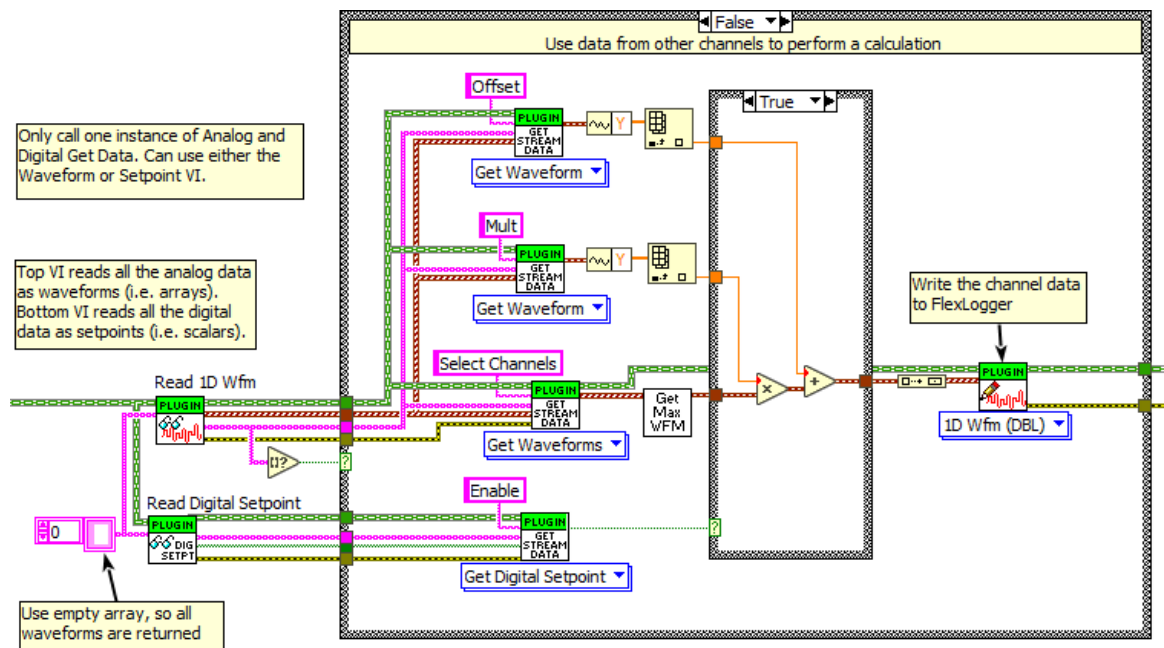 False
Use data from other channels to perform a calculation
Offset
PLUGIN
GET
STREAM
DATA
Y
Get Waveform
True
Only call one instance of Analog and
Digital Get Data. Can use either the
Waveform or Setpoint VI.
Mult
PLUGIN
GET
STREAM
DATA
Y
Get Waveform
Top VI reads all the analog data
as waveforms (i.e. arrays).
Bottom VI reads all the digital
data as setpoints (i.e. scalars).
Write the channel data
to FlexLogger
Select Channels
PLUGIN
GET
STREAM
DATA
Get Waveforms
Get
Max
WFM
PLUGIN
1D Wfm (DBL)
Read 1D Wfm
PLUGIN
?
?
Read Digital Setpoint
PLUGIN
DIG
SETPT
0
Enable
PLUGIN
GET
STREAM
DATA
Get Digital Setpoint
?
Use empty array, so all
waveforms are returned